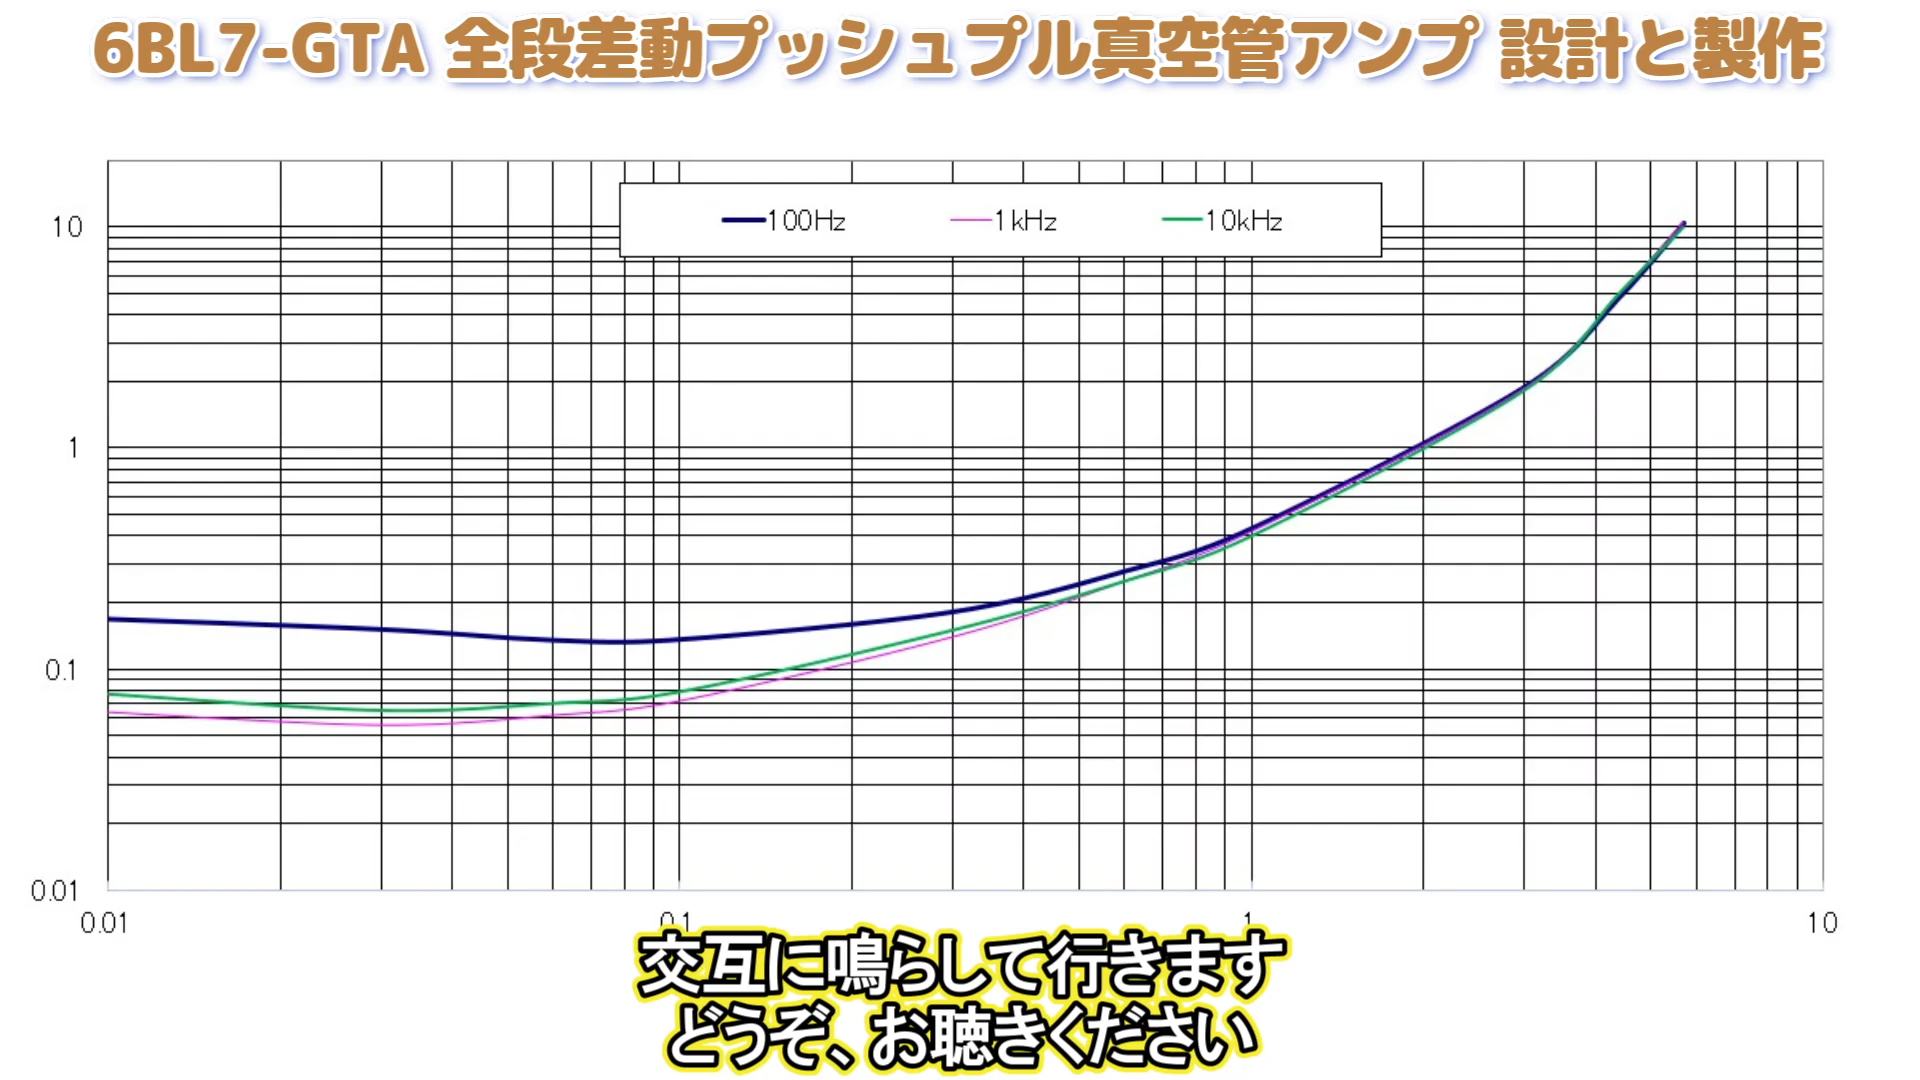 6BL7-GTA 全段差動プッシュプル真空管アンプ 設計と製作
100Hz 1kHz 10kHz
10
1
0.1
0.01
0.01 0.1 1 10
交互に鳴らして行きます
どうぞ、お聴きください